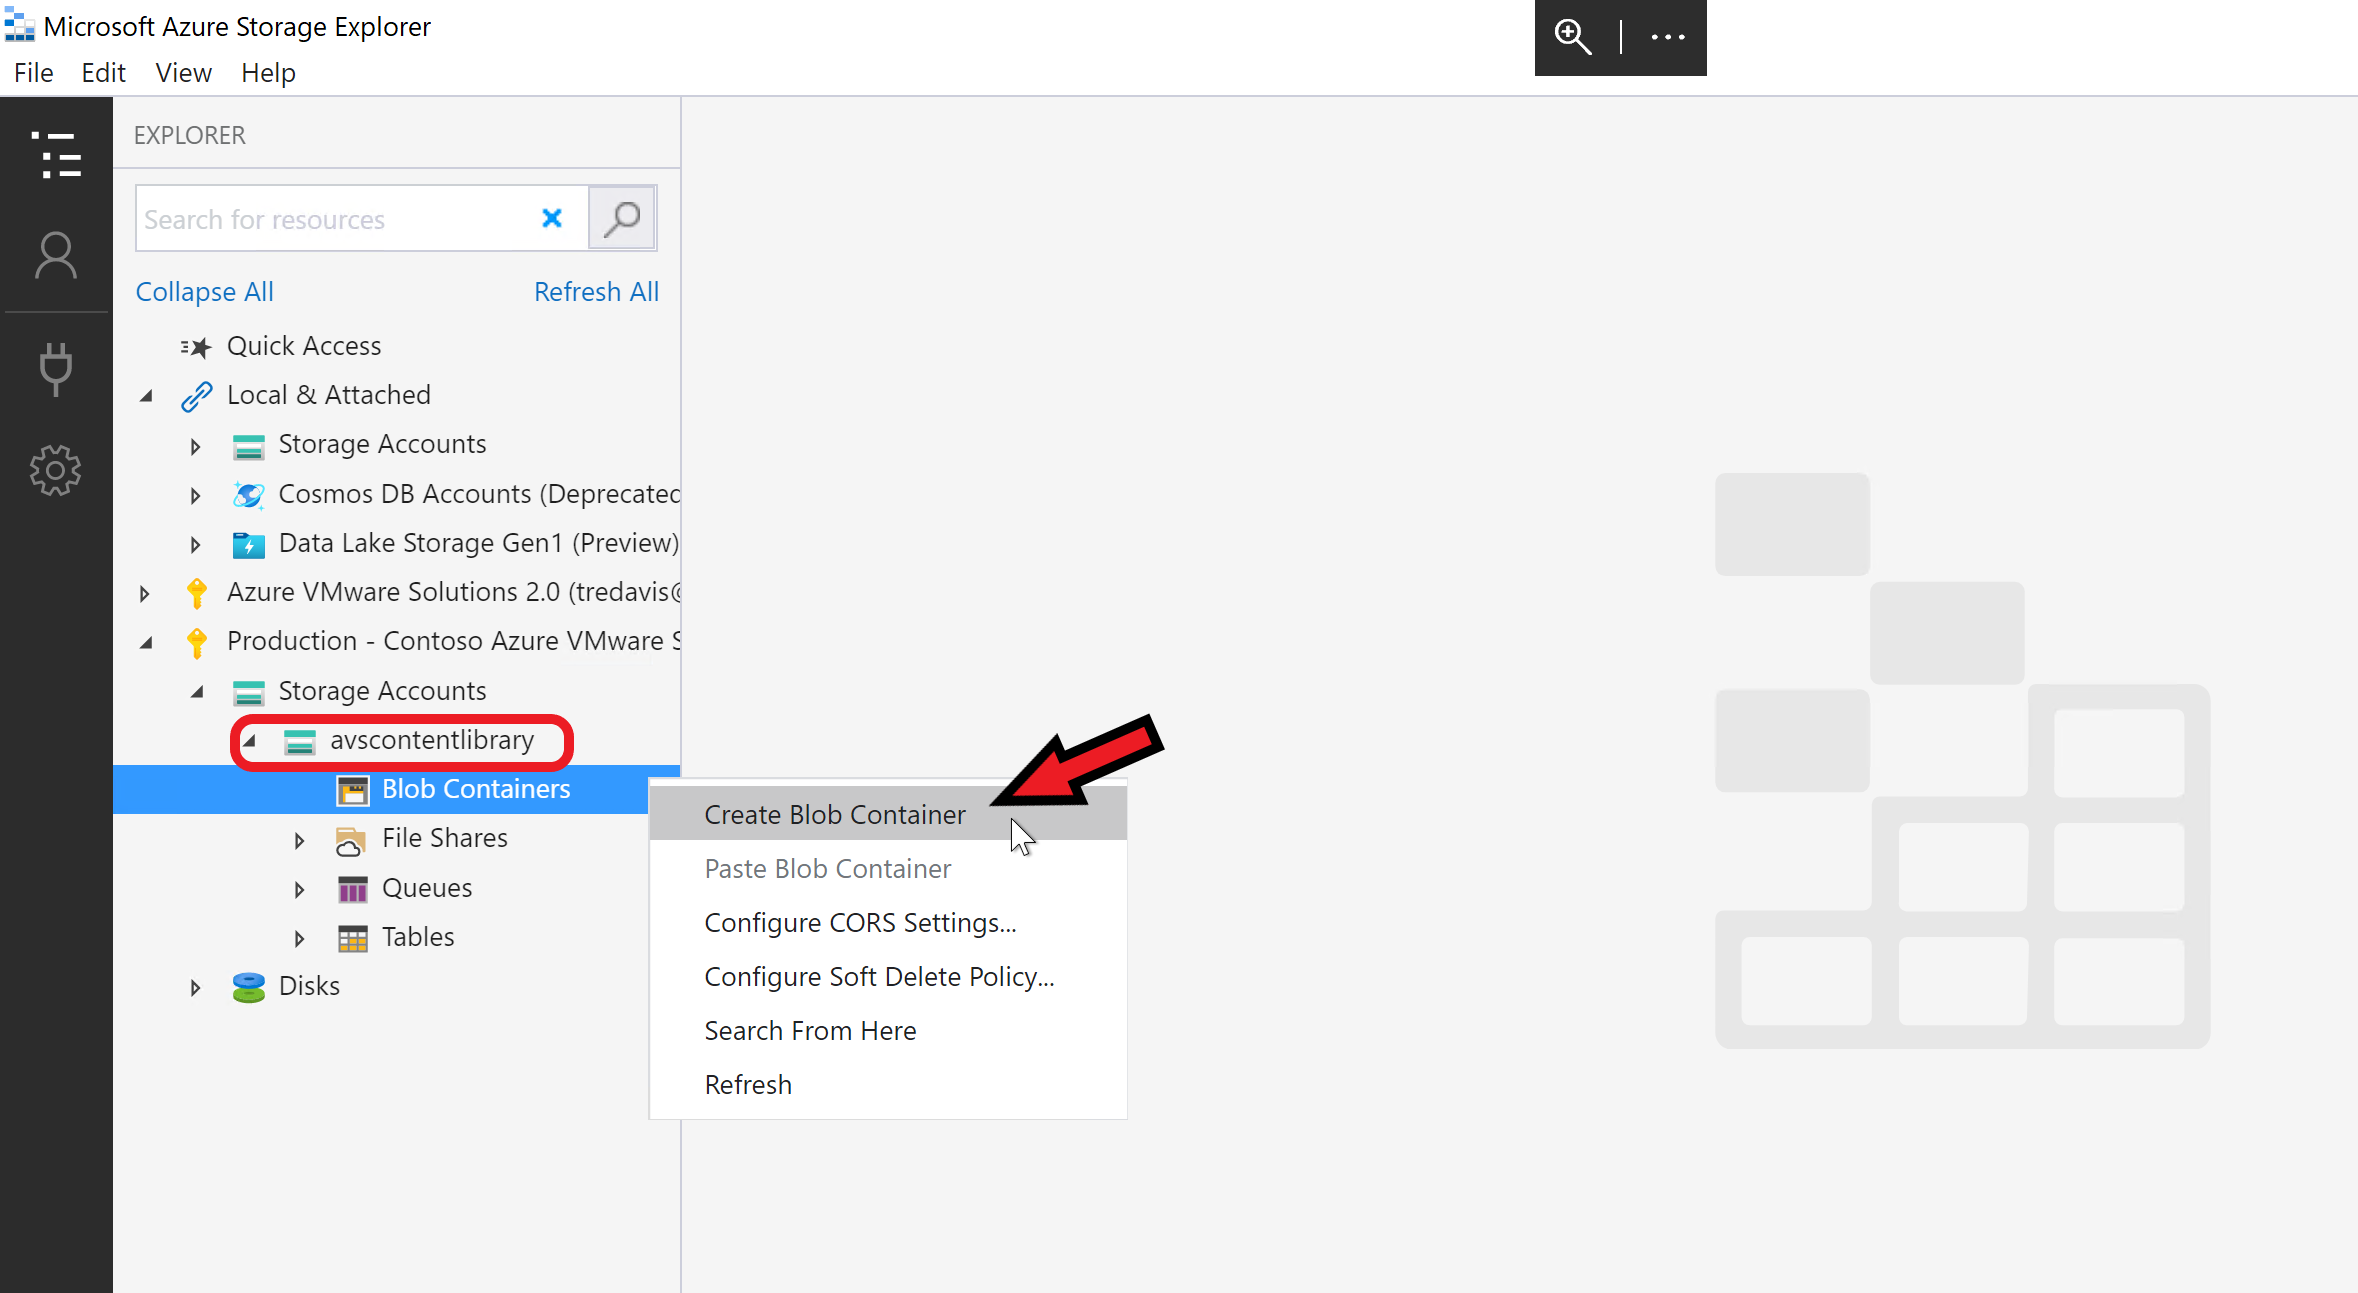 Microsoft Azure Storage Explorer
File Edit View Help
EXPLORER
Search for resources
Collapse All Refresh All
Quick Access
Local & Attached
Storage Accounts
Cosmos DB Accounts (Deprecated
Data Lake Storage Gen1 (Preview)
Azure VMware Solutions 2.0 (tredavis@
Production - Contoso Azure VMware S
Storage Accounts
avscontentlibrary
Blob Containers
File Shares
Queues
Tables
Disks
Create Blob Container
Paste Blob Container
Configure CORS Settings...
Configure Soft Delete Policy...
Search From Here
Refresh